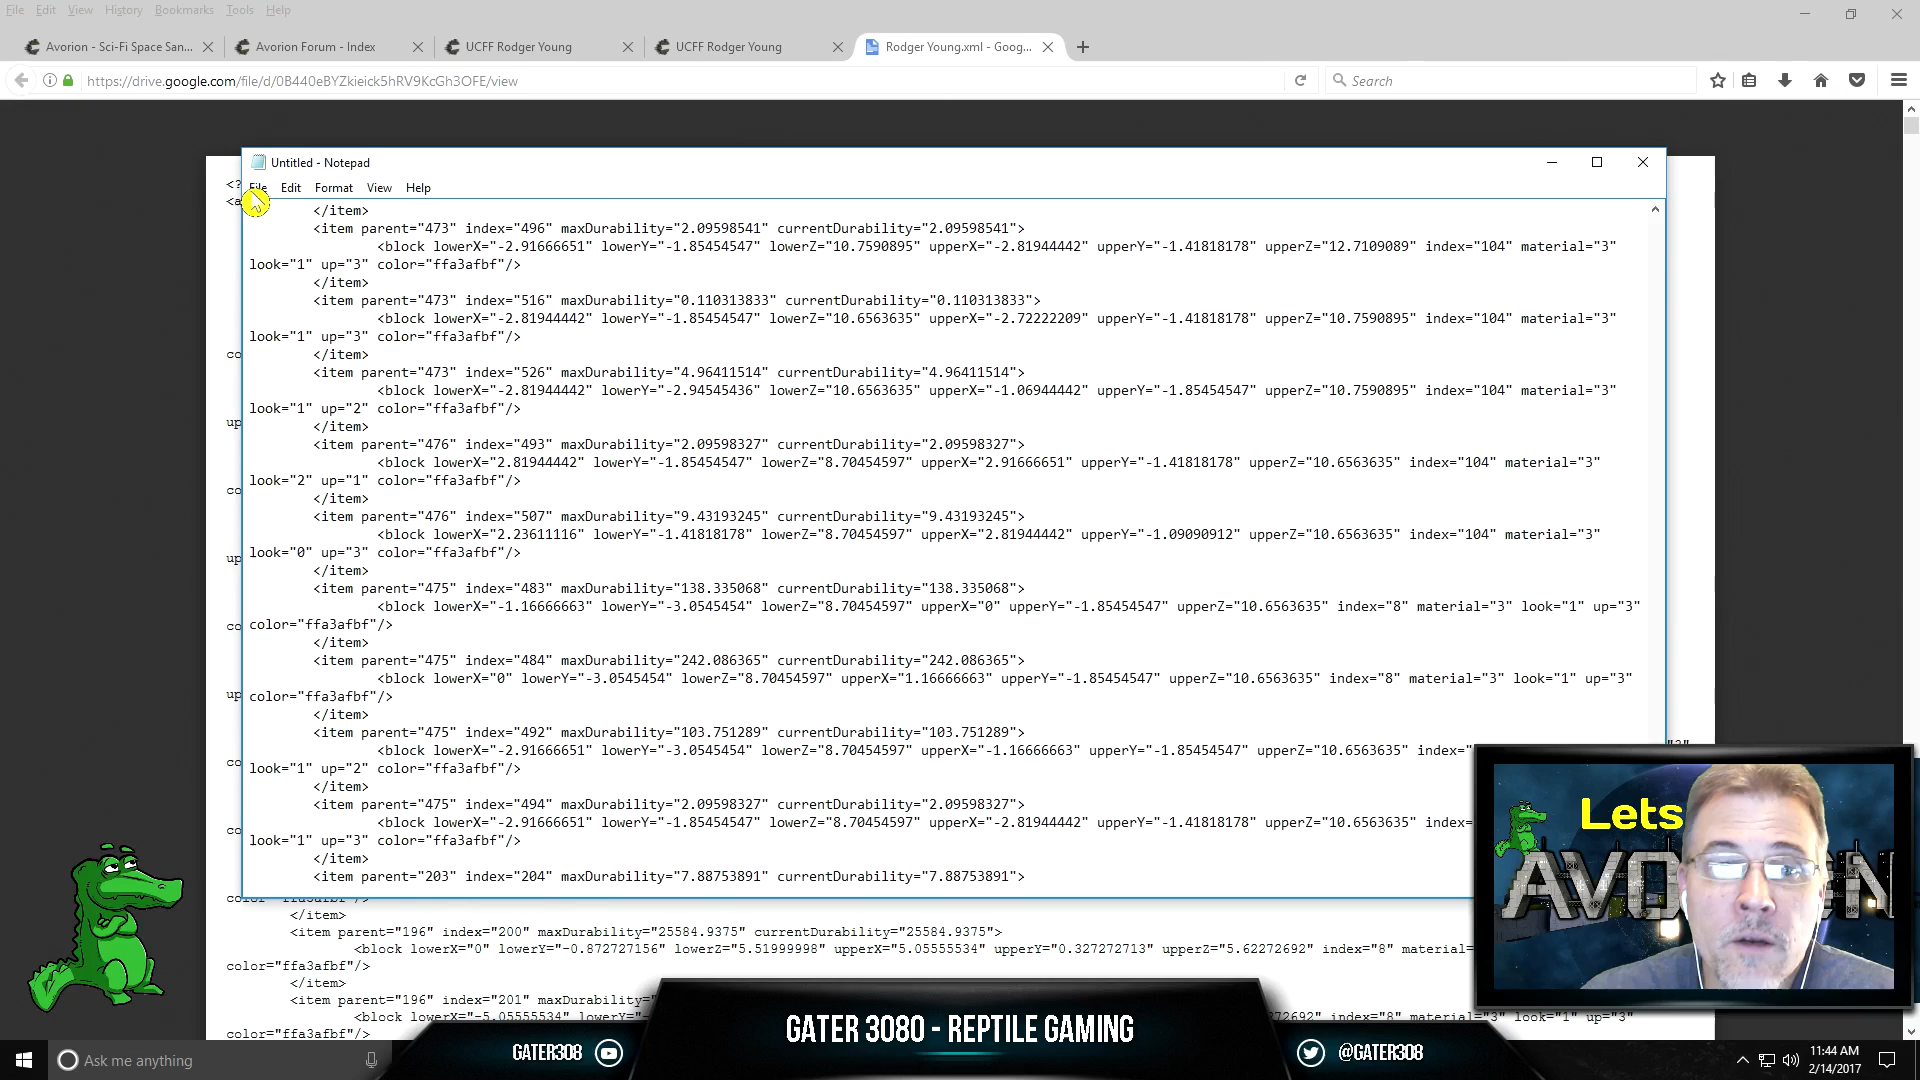 File Edit View History Bookmarks Tools Help
Avorion - Sci-Fi Space San...
Avorion Forum - Index
UCFF Rodger Young
UCFF Rodger Young
Rodger Young.xml - Goog...
https://drive.google.com/file/d/0B440eBYZkieick5hRV9KcGh3OFE/view
Search
Untitled - Notepad
File Edit Format View Help
</item>
<item parent="473" index="496" maxDurability="2.09598541" currentDurability="2.09598541">
<block lowerX="-2.91666651" lowerY="-1.85454547" lowerZ="10.7590895" upperX="-2.81944442" upperY="-1.41818178" upperZ="12.7109089" index="104" material="3"
look="1" up="3" color="ffa3afbf"/>
</item>
<item parent="473" index="516" maxDurability="0.110313833" currentDurability="0.110313833">
<block lowerX="-2.81944442" lowerY="-1.85454547" lowerZ="10.6563635" upperX="-2.72222209" upperY="-1.41818178" upperZ="10.7590895" index="104" material="3"
look="1" up="3" color="ffa3afbf"/>
</item>
<item parent="473" index="526" maxDurability="4.96411514" currentDurability="4.96411514">
<block lowerX="-2.81944442" lowerY="-2.94545436" lowerZ="10.6563635" upperX="-1.06944442" upperY="-1.85454547" upperZ="10.7590895" index="104" material="3"
look="1" up="2" color="ffa3afbf"/>
</item>
<item parent="476" index="493" maxDurability="2.09598327" currentDurability="2.09598327">
<block lowerX="2.81944442" lowerY="-1.85454547" lowerZ="8.70454597" upperX="2.91666651" upperY="-1.41818178" upperZ="10.6563635" index="104" material="3"
look="2" up="1" color="ffa3afbf"/>
</item>
<item parent="476" index="507" maxDurability="9.43193245" currentDurability="9.43193245">
<block lowerX="2.23611116" lowerY="-1.41818178" lowerZ="8.70454597" upperX="2.81944442" upperY="-1.09090912" upperZ="10.6563635" index="104" material="3"
look="0" up="3" color="ffa3afbf"/>
</item>
<item parent="475" index="483" maxDurability="138.335068" currentDurability="138.335068">
<block lowerX="-1.16666663" lowerY="-3.0545454" lowerZ="8.70454597" upperX="0" upperY="-1.85454547" upperZ="10.6563635" index="8" material="3" look="1" up="3"
color="ffa3afbf"/>
</item>
<item parent="475" index="484" maxDurability="242.086365" currentDurability="242.086365">
<block lowerX="0" lowerY="-3.0545454" lowerZ="8.70454597" upperX="1.16666663" upperY="-1.85454547" upperZ="10.6563635" index="8" material="3" look="1" up="3"
color="ffa3afbf"/>
</item>
<item parent="475" index="492" maxDurability="103.751289" currentDurability="103.751289">
<block lowerX="-2.91666651" lowerY="-3.0545454" lowerZ="8.70454597" upperX="-1.16666663" upperY="-1.85454547" upperZ="10.6563635" index=
look="1" up="2" color="ffa3afbf"/>
</item>
<item parent="475" index="494" maxDurability="2.09598327" currentDurability="2.09598327">
<block lowerX="-2.91666651" lowerY="-1.85454547" lowerZ="8.70454597" upperX="-2.81944442" upperY="-1.41818178" upperZ="10.6563635" index=
look="1" up="3" color="ffa3afbf"/>
</item>
<item parent="203" index="204" maxDurability="7.88753891" currentDurability="7.88753891">
</item>
<item parent="196" index="200" maxDurability="25584.9375" currentDurability="25584.9375">
<block lowerX="0" lowerY="-0.872727156" lowerZ="5.51999998" upperX="5.05555534" upperY="0.327272713" upperZ="5.62272692" index="8" material=
color="ffa3afbf"/>
</item>
<item parent="196" index="201" maxDurability=
<block lowerX="-5.05555534" lowerY=
index="8" material="3" look="1" up="3"
color="ffa3afbf"/>
Lets
GATER 3080 - REPTILE GAMING
GATER308
@GATER308
Ask me anything
11:44 AM
2/14/2017